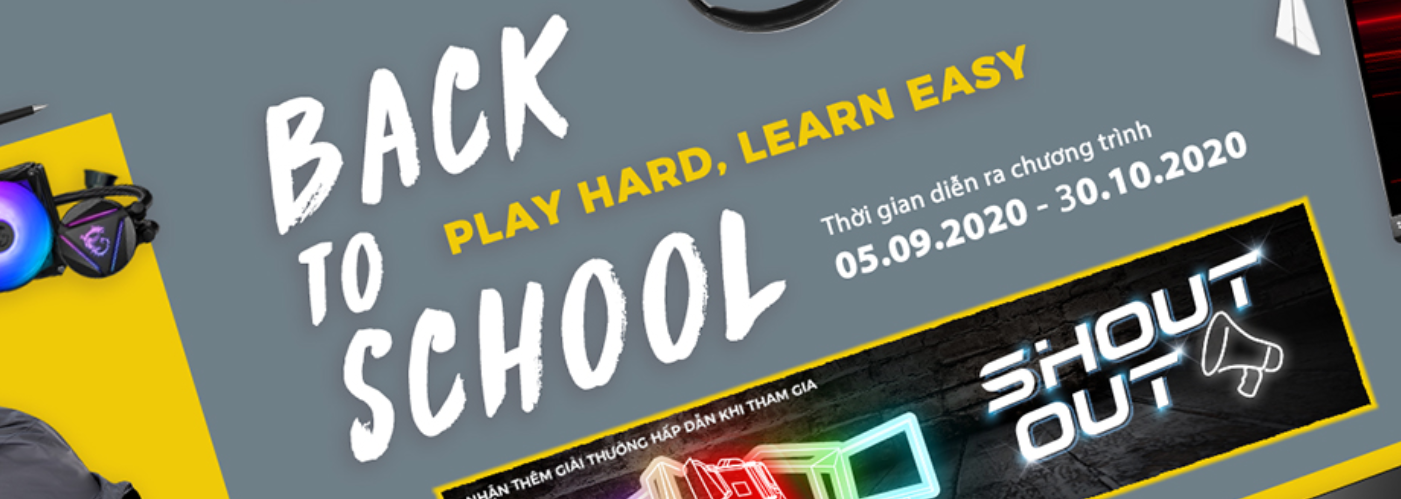 BACK
TO
SCHOOL
PLAY HARD, LEARN EASY
Thời gian diễn ra chương trình
05.09.2020 - 30.10.2020
SHOUT
OUT
NHẬN THÊM GIẢI THƯỞNG HẤP DẪN KHI THAM GIA